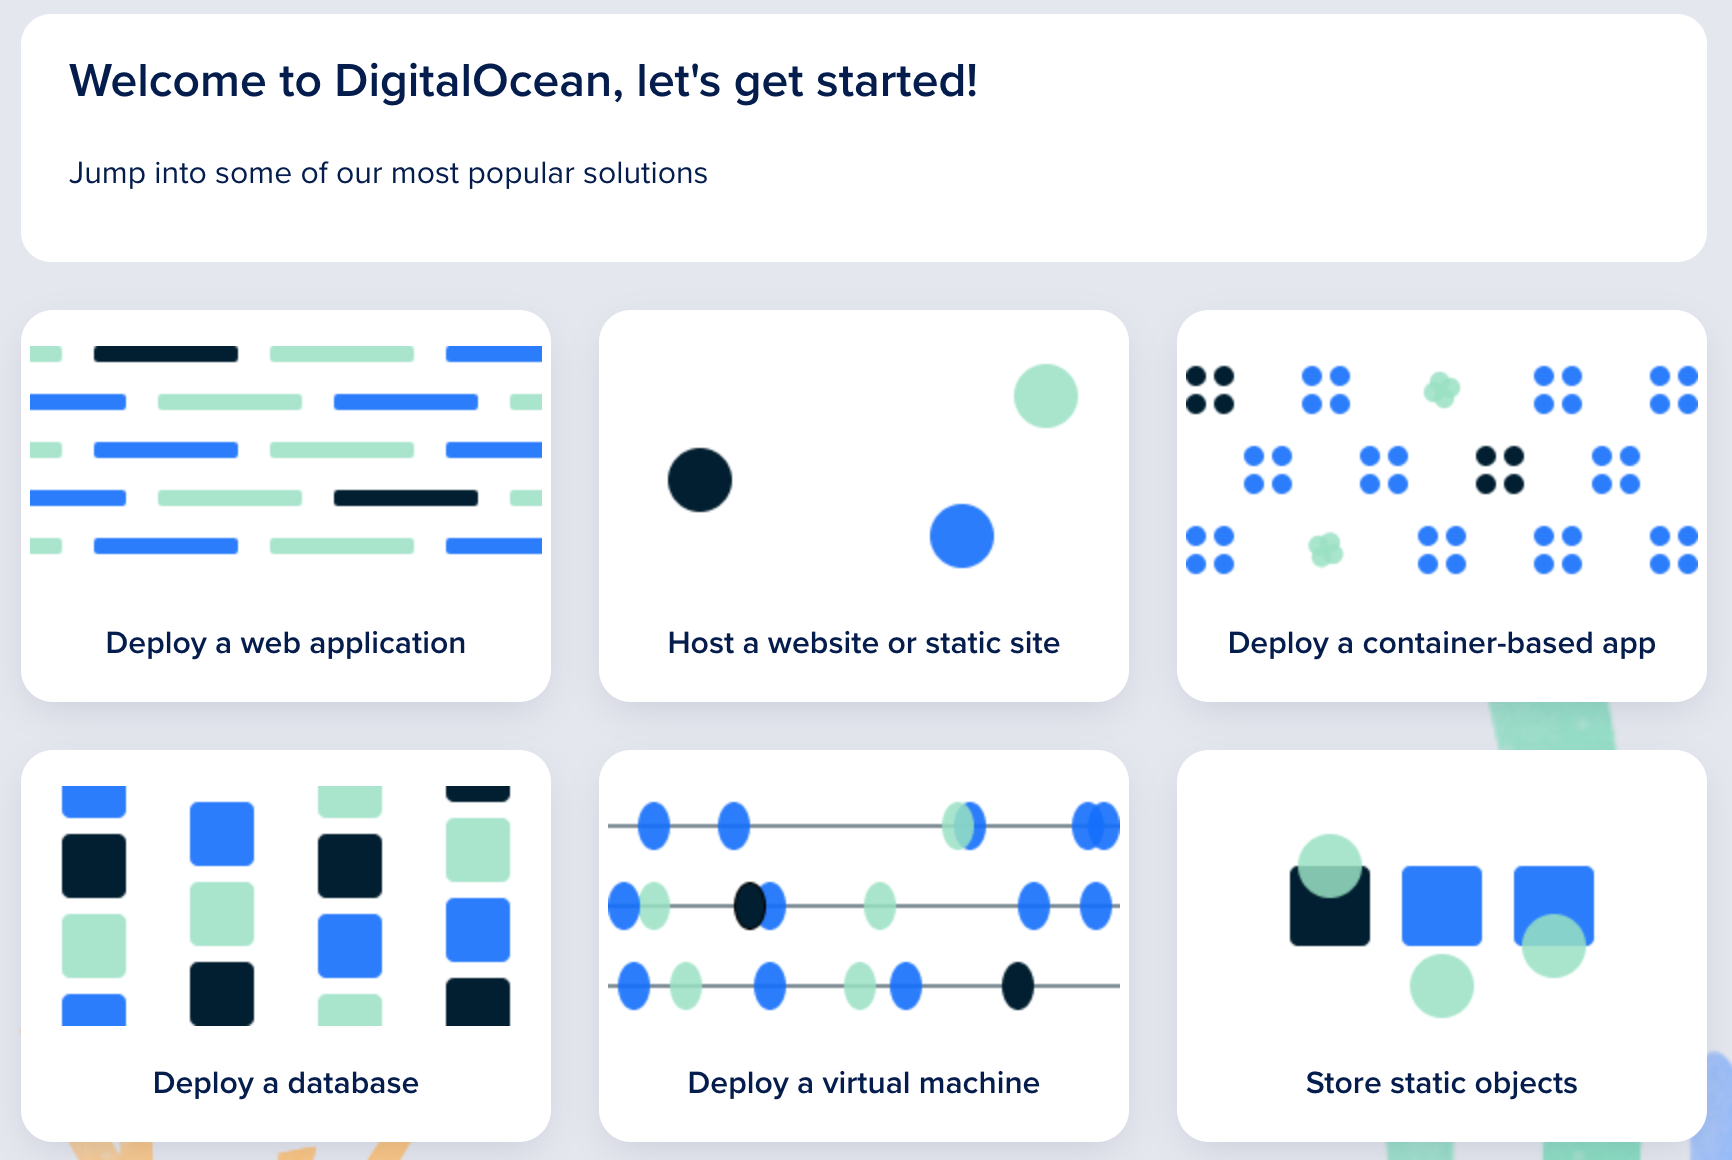 Welcome to DigitalOcean, let's get started!
Jump into some of our most popular solutions
Deploy a web application
Host a website or static site
Deploy a container-based app
Deploy a database
Deploy a virtual machine
Store static objects